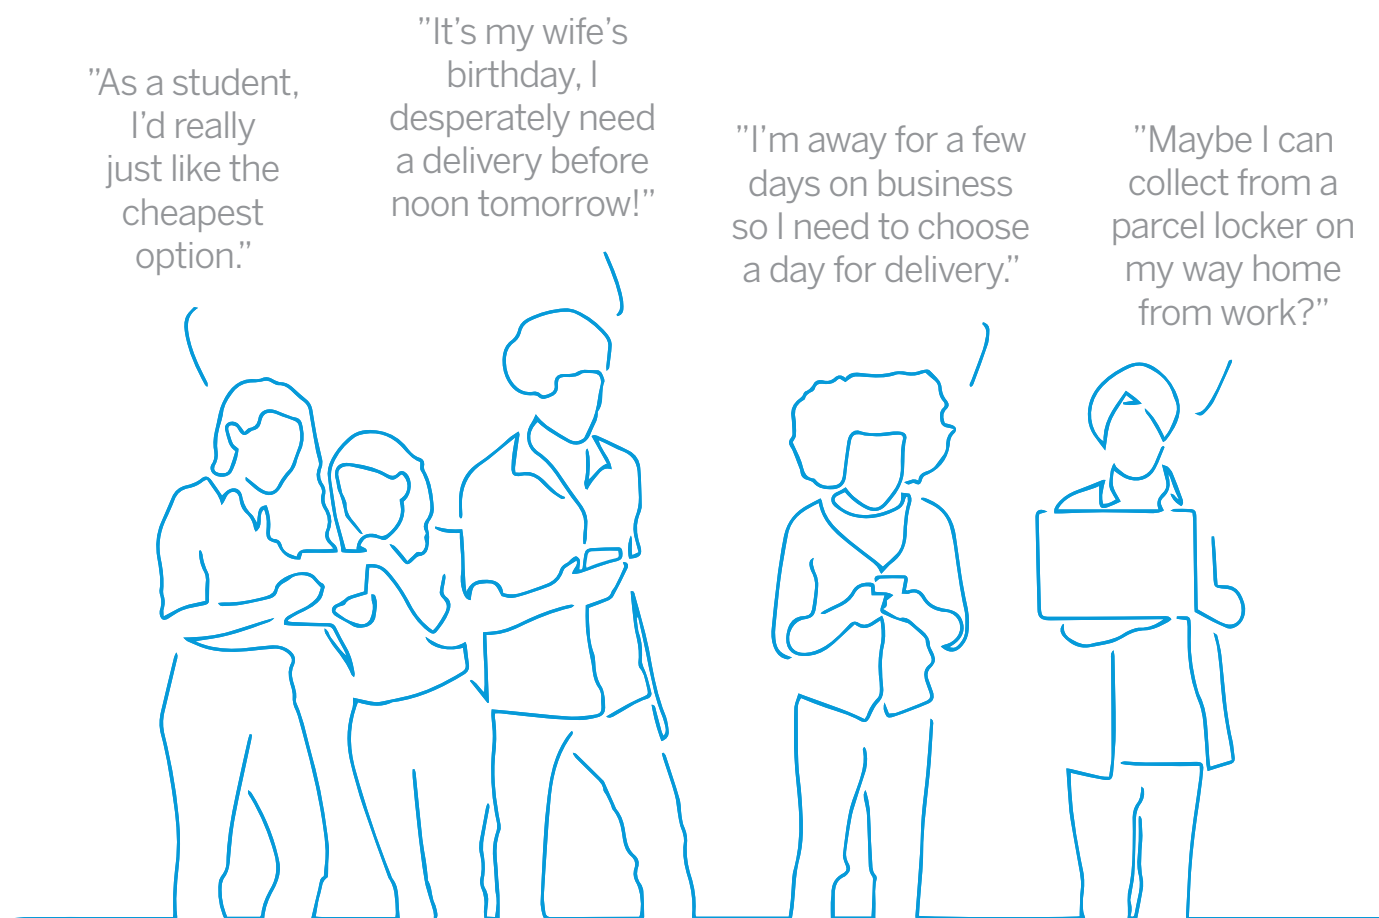 ”As a student,
I’d really
just like the
cheapest
option.”
”It’s my wife’s
birthday, I
desperately need
a delivery before
noon tomorrow!”
”I’m away for a few
days on business
so I need to choose
a day for delivery.”
”Maybe I can
collect from a
parcel locker on
my way home
from work?”